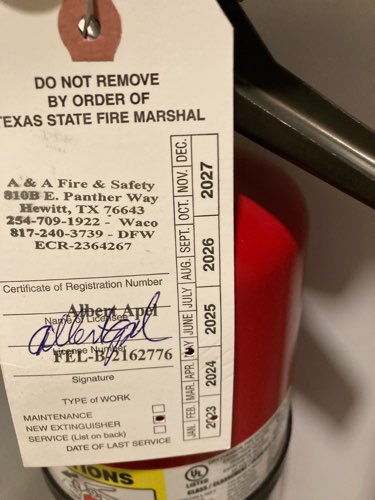 DO NOT REMOVE
BY ORDER OF
TEXAS STATE FIRE MARSHAL
A & A Fire & Safety
810B E. Panther Way
Hewitt, TX 76643
254-709-1922 - Waco
817-240-3739 - DFW
ECR-2364267
Certificate of Registration Number
Albert Apel
Name of Licensee
License Number
FEL-B-2162776
Signature
TYPE OF WORK
MAINTENANCE
NEW EXTINGUISHER
SERVICE (List on back)
DATE OF LAST SERVICE
JAN. FEB. MAR. APR. MAY JUNE JULY AUG. SEPT. OCT. NOV. DEC.
2023 2024 2025 2026 2027
UL